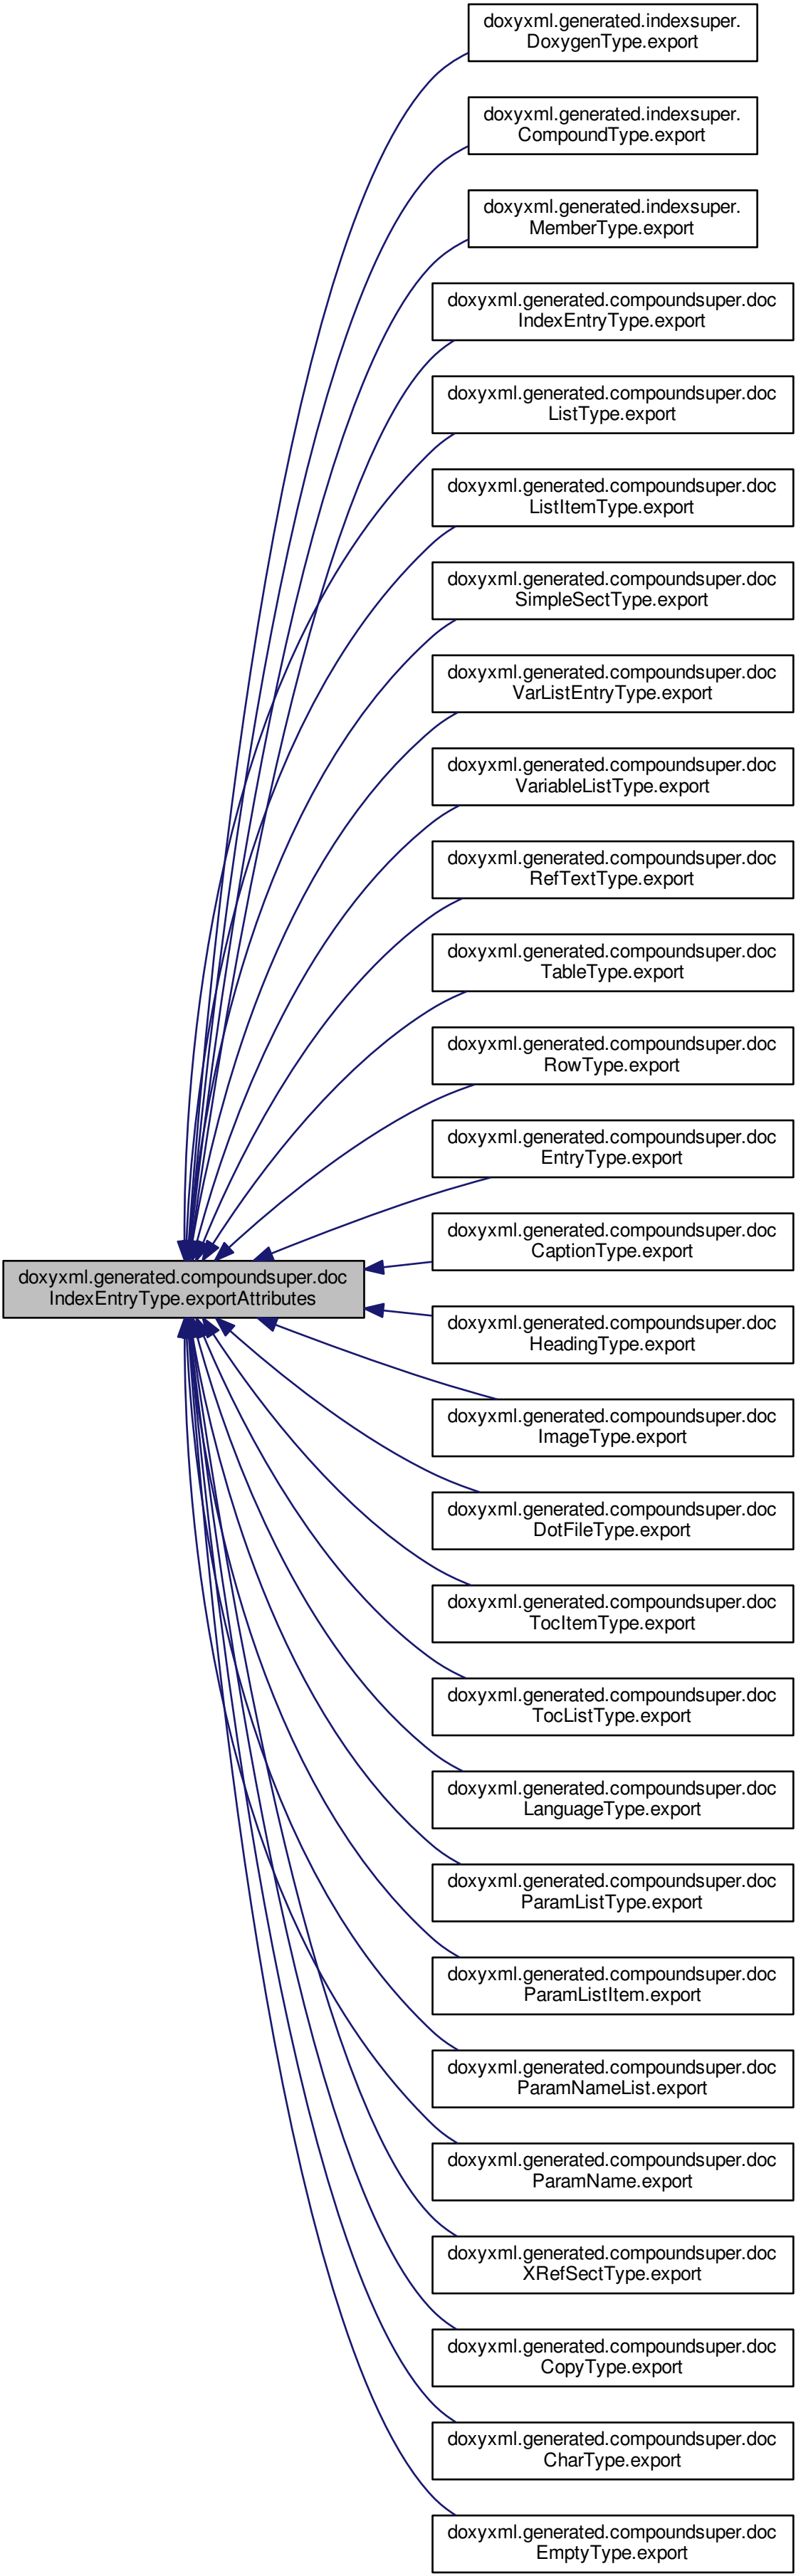 doxyxml.generated.indexsuper.
DoxygenType.export
doxyxml.generated.indexsuper.
CompoundType.export
doxyxml.generated.indexsuper.
MemberType.export
doxyxml.generated.compoundsuper.doc
IndexEntryType.export
doxyxml.generated.compoundsuper.doc
ListType.export
doxyxml.generated.compoundsuper.doc
ListItemType.export
doxyxml.generated.compoundsuper.doc
SimpleSectType.export
doxyxml.generated.compoundsuper.doc
VarListEntryType.export
doxyxml.generated.compoundsuper.doc
VariableListType.export
doxyxml.generated.compoundsuper.doc
RefTextType.export
doxyxml.generated.compoundsuper.doc
TableType.export
doxyxml.generated.compoundsuper.doc
RowType.export
doxyxml.generated.compoundsuper.doc
EntryType.export
doxyxml.generated.compoundsuper.doc
CaptionType.export
doxyxml.generated.compoundsuper.doc
IndexEntryType.exportAttributes
doxyxml.generated.compoundsuper.doc
HeadingType.export
doxyxml.generated.compoundsuper.doc
ImageType.export
doxyxml.generated.compoundsuper.doc
DotFileType.export
doxyxml.generated.compoundsuper.doc
TocItemType.export
doxyxml.generated.compoundsuper.doc
TocListType.export
doxyxml.generated.compoundsuper.doc
LanguageType.export
doxyxml.generated.compoundsuper.doc
ParamListType.export
doxyxml.generated.compoundsuper.doc
ParamListItem.export
doxyxml.generated.compoundsuper.doc
ParamNameList.export
doxyxml.generated.compoundsuper.doc
ParamName.export
doxyxml.generated.compoundsuper.doc
XRefSectType.export
doxyxml.generated.compoundsuper.doc
CopyType.export
doxyxml.generated.compoundsuper.doc
CharType.export
doxyxml.generated.compoundsuper.doc
EmptyType.export